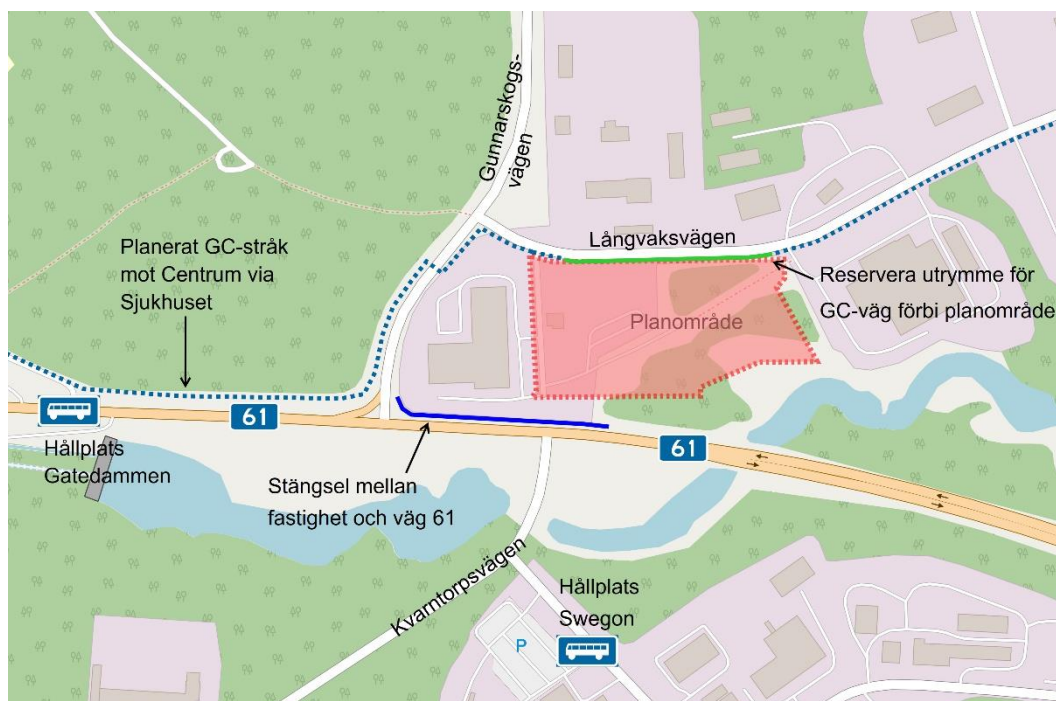 Gunnarskogs-
vägen
Planerat GC-stråk
mot Centrum via
Sjukhuset
Långvaksvägen
Reservera utrymme för
GC-väg förbi planområde
Planområde
61
61
Hållplats
Gatedammen
Stängsel mellan
fastighet och väg 61
Kvarntorpsvägen
Hållplats
Swegon
P